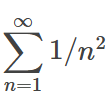 ∞
∑ 1/n²
n=1